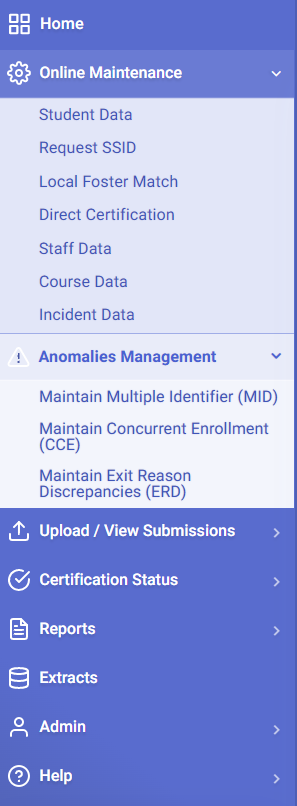 Home
Online Maintenance
Student Data
Request SSID
Local Foster Match
Direct Certification
Staff Data
Course Data
Incident Data
Anomalies Management
Maintain Multiple Identifier (MID)
Maintain Concurrent Enrollment
(CCE)
Maintain Exit Reason
Discrepancies (ERD)
Upload / View Submissions
Certification Status
Reports
Extracts
Admin
Help